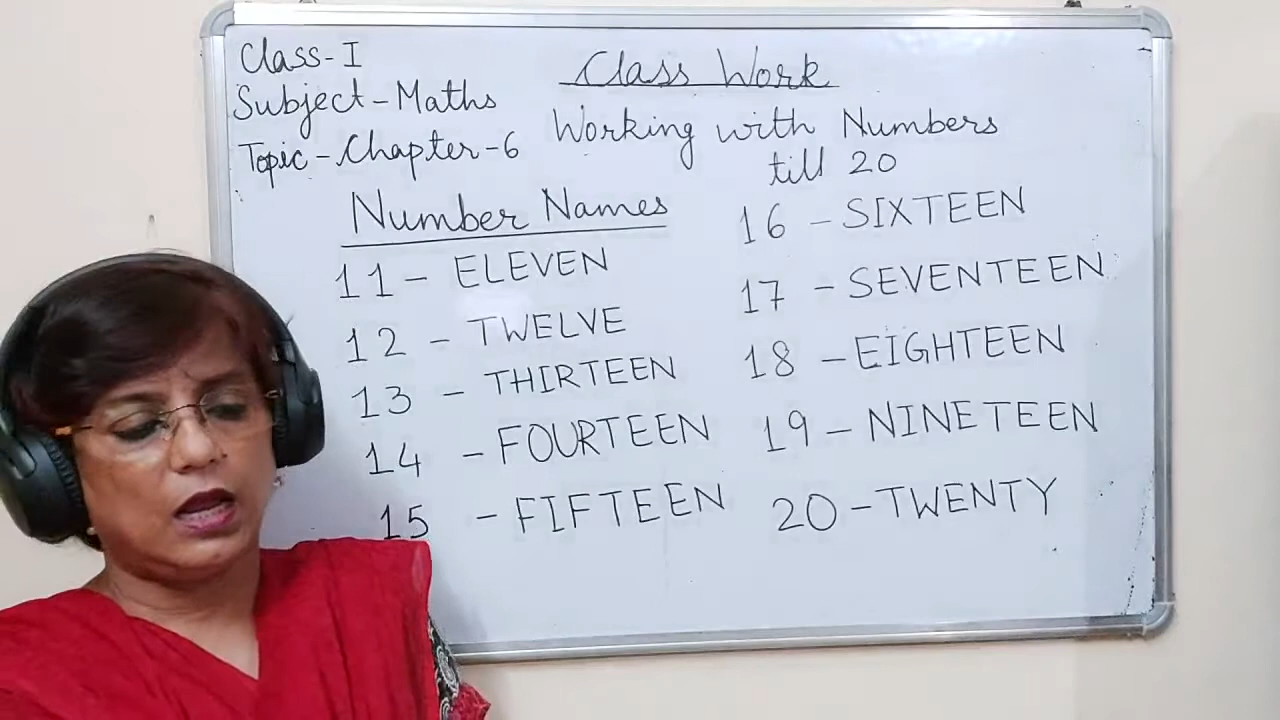 Class-I
Class Work
Subject-Maths
Topic-Chapter-6 Working with Numbers
till 20
Number Names
11- ELEVEN
12 - TWELVE
13 - THIRTEEN
14 - FOURTEEN
15 - FIFTEEN
16 - SIXTEEN
17 - SEVENTEEN
18 - EIGHTEEN
19 - NINETEEN
20 - TWENTY